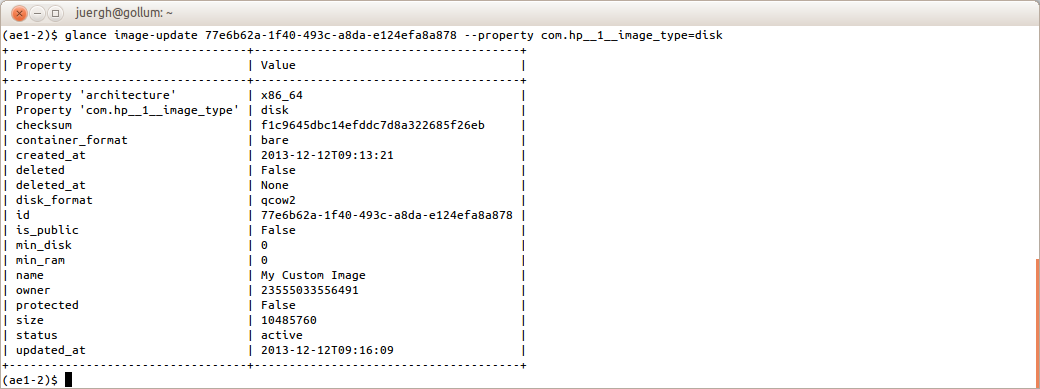 juergh@gollum: ~
(ae1-2)$ glance image-update 77e6b62a-1f40-493c-a8da-e124efa8a878 --property com.hp__1__image_type=disk
+----------------------------------+--------------------------------------+
| Property                         | Value                                |
+----------------------------------+--------------------------------------+
| Property 'architecture'          | x86_64                               |
| Property 'com.hp__1__image_type' | disk                                 |
| checksum                         | f1c9645dbc14efddc7d8a322685f26eb     |
| container_format                 | bare                                 |
| created_at                       | 2013-12-12T09:13:21                  |
| deleted                          | False                                |
| deleted_at                       | None                                 |
| disk_format                      | qcow2                                |
| id                               | 77e6b62a-1f40-493c-a8da-e124efa8a878 |
| is_public                        | False                                |
| min_disk                         | 0                                    |
| min_ram                          | 0                                    |
| name                             | My Custom Image                      |
| owner                            | 23555033556491                       |
| protected                        | False                                |
| size                             | 10485760                             |
| status                           | active                               |
| updated_at                       | 2013-12-12T09:16:09                  |
+----------------------------------+--------------------------------------+
(ae1-2)$